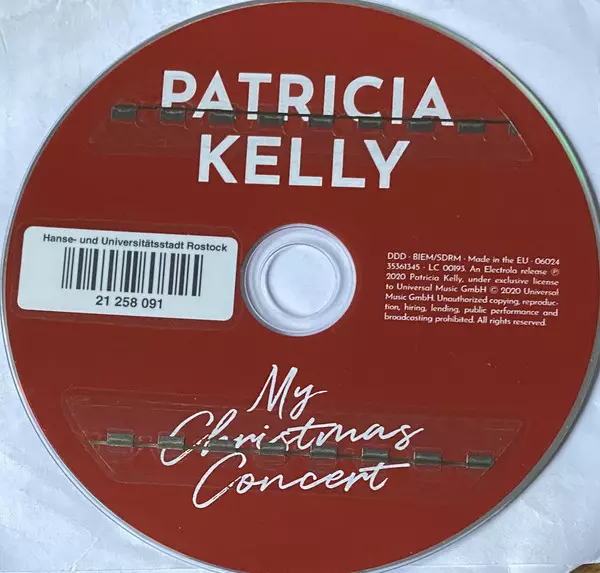 PATRICIA
KELLY
Hanse- und Universitätsstadt Rostock
21 258 091
DDD · BIEM/SDRM · Made in the EU · 06024
35361345 · LC 00193. An Electrola release ℗
2020 Patricia Kelly, under exclusive license
to Universal Music GmbH © 2020 Universal
Music GmbH. Unauthorized copying, reproduc-
tion, hiring, lending, public performance and
broadcasting prohibited. All rights reserved.
My
Christmas
Concert